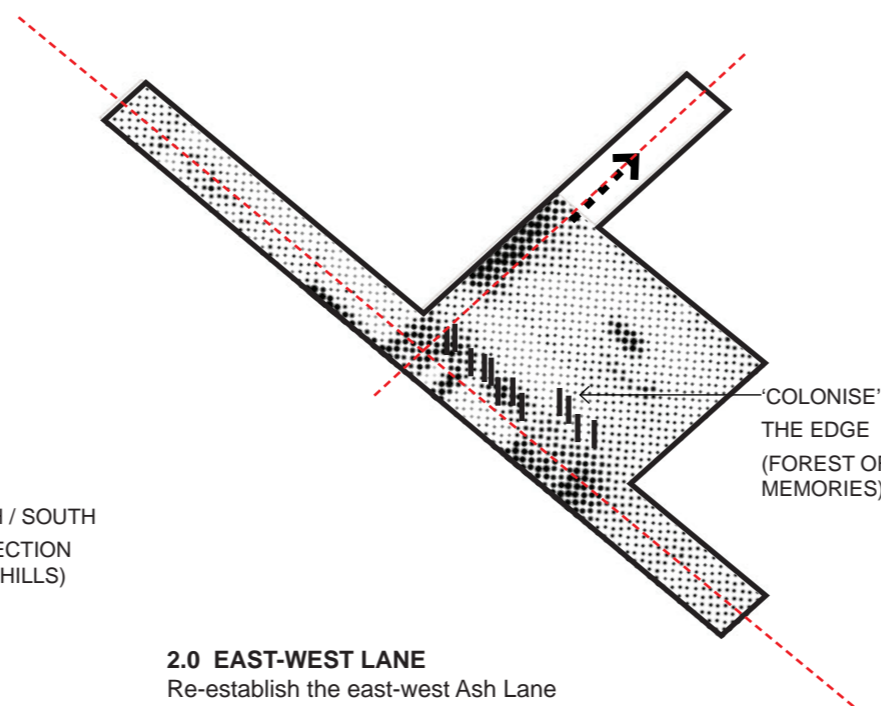 'COLONISE'
THE EDGE
(FOREST OF
MEMORIES)
/ SOUTH
HILLS)
2.0 EAST-WEST LANE
Re-establish the east-west Ash Lane